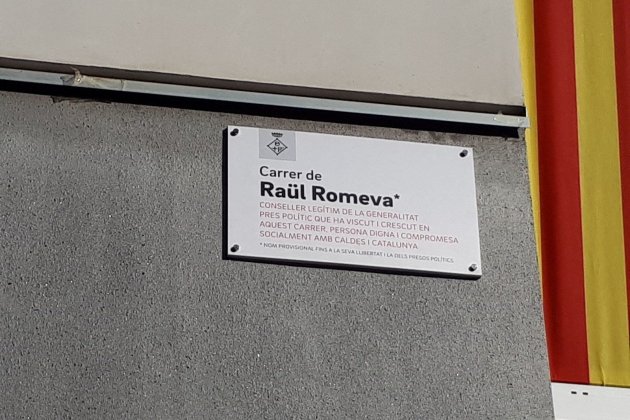 Carrer de
Raül Romeva*
CONSELLER LEGÍTIM DE LA GENERALITAT
PRES POLÍTIC QUE HA VISCUT I CRESCUT EN
AQUEST CARRER, PERSONA DIGNA I COMPROMESA
SOCIALMENT AMB CALDES I CATALUNYA
* NOM PROVISIONAL FINS A LA SEVA LLIBERTAT I LA DELS PRESOS POLÍTICS